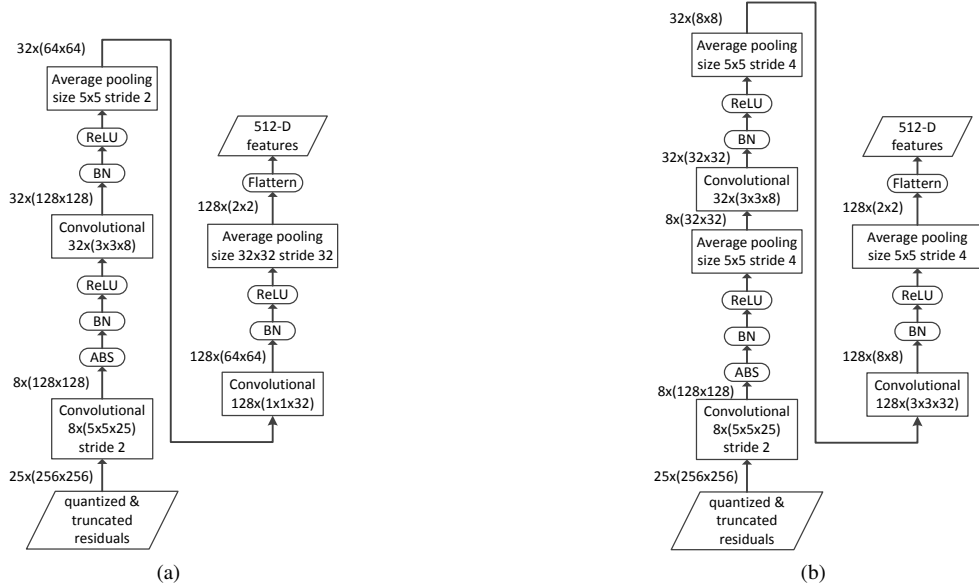 32x(64x64)
Average pooling
size 5x5 stride 2
ReLU
BN
32x(128x128)
Convolutional
32x(3x3x8)
ReLU
BN
ABS
8x(128x128)
Convolutional
8x(5x5x25)
stride 2
25x(256x256)
quantized &
truncated
residuals
512-D
features
Flattern
128x(2x2)
Average pooling
size 32x32 stride 32
ReLU
BN
128x(64x64)
Convolutional
128x(1x1x32)
(a)
32x(8x8)
Average pooling
size 5x5 stride 4
ReLU
BN
32x(32x32)
Convolutional
32x(3x3x8)
8x(32x32)
Average pooling
size 5x5 stride 4
ReLU
BN
ABS
8x(128x128)
Convolutional
8x(5x5x25)
stride 2
25x(256x256)
quantized &
truncated
residuals
512-D
features
Flattern
128x(2x2)
Average pooling
size 5x5 stride 4
ReLU
BN
128x(8x8)
Convolutional
128x(3x3x32)
(b)